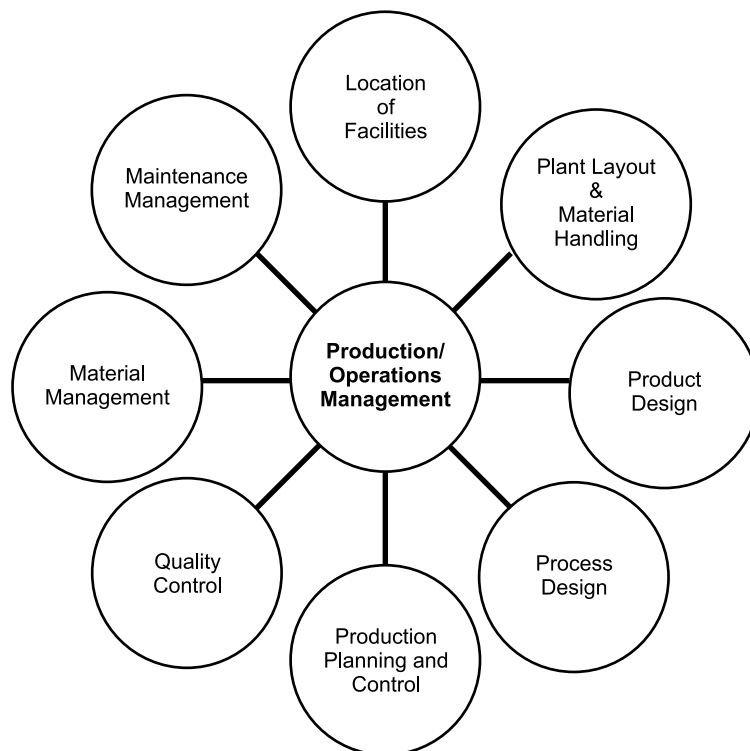 Location
of
Facilities
Plant Layout
&
Material
Handling
Product
Design
Process
Design
Production
Planning and
Control
Quality
Control
Material
Management
Maintenance
Management
Production/
Operations
Management